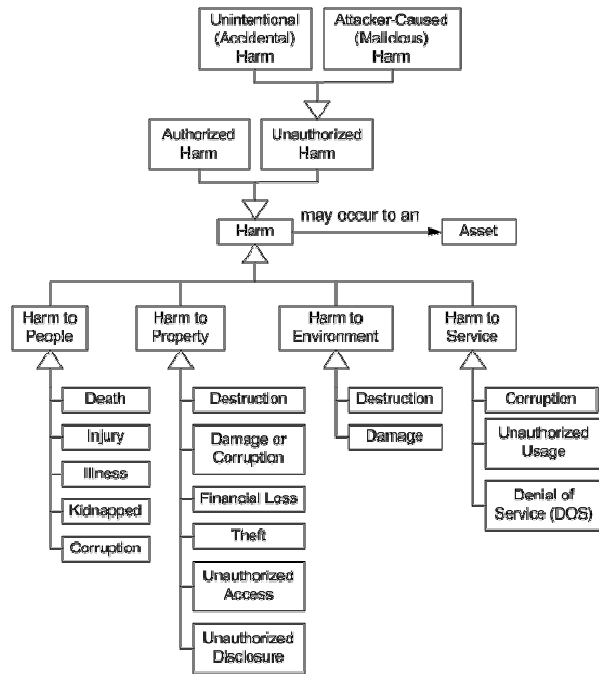 Unintentional
(Accidental)
Harm
Attacker-Caused
(Malicious)
Harm
Authorized
Harm
Unauthorized
Harm
Harm
may occur to an
Asset
Harm to
People
Harm to
Property
Harm to
Environment
Harm to
Service
Death
Injury
Illness
Kidnapped
Corruption
Destruction
Damage or
Corruption
Financial Loss
Theft
Unauthorized
Access
Unauthorized
Disclosure
Destruction
Damage
Corruption
Unauthorized
Usage
Denial of
Service (DOS)